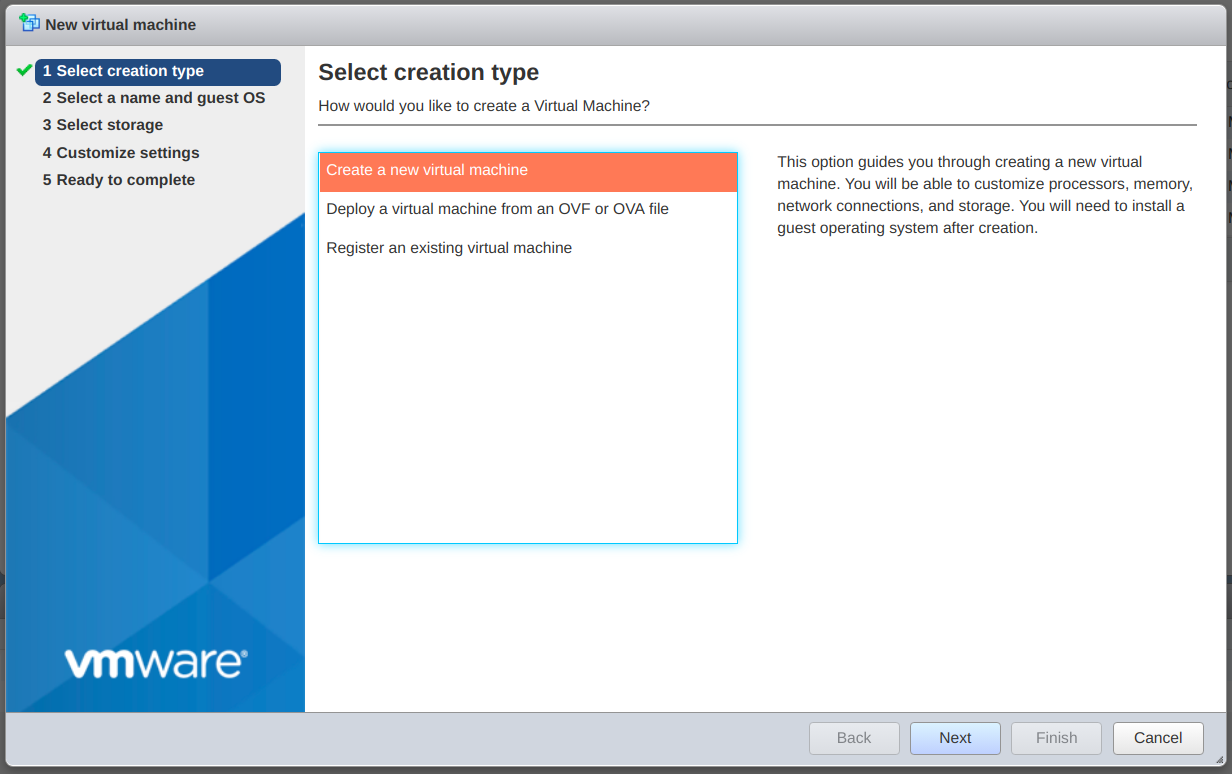 New virtual machine
1 Select creation type
2 Select a name and guest OS
3 Select storage
4 Customize settings
5 Ready to complete
vmware®
Select creation type
How would you like to create a Virtual Machine?
Create a new virtual machine
Deploy a virtual machine from an OVF or OVA file
Register an existing virtual machine
This option guides you through creating a new virtual
machine. You will be able to customize processors, memory,
network connections, and storage. You will need to install a
guest operating system after creation.
Back
Next
Finish
Cancel